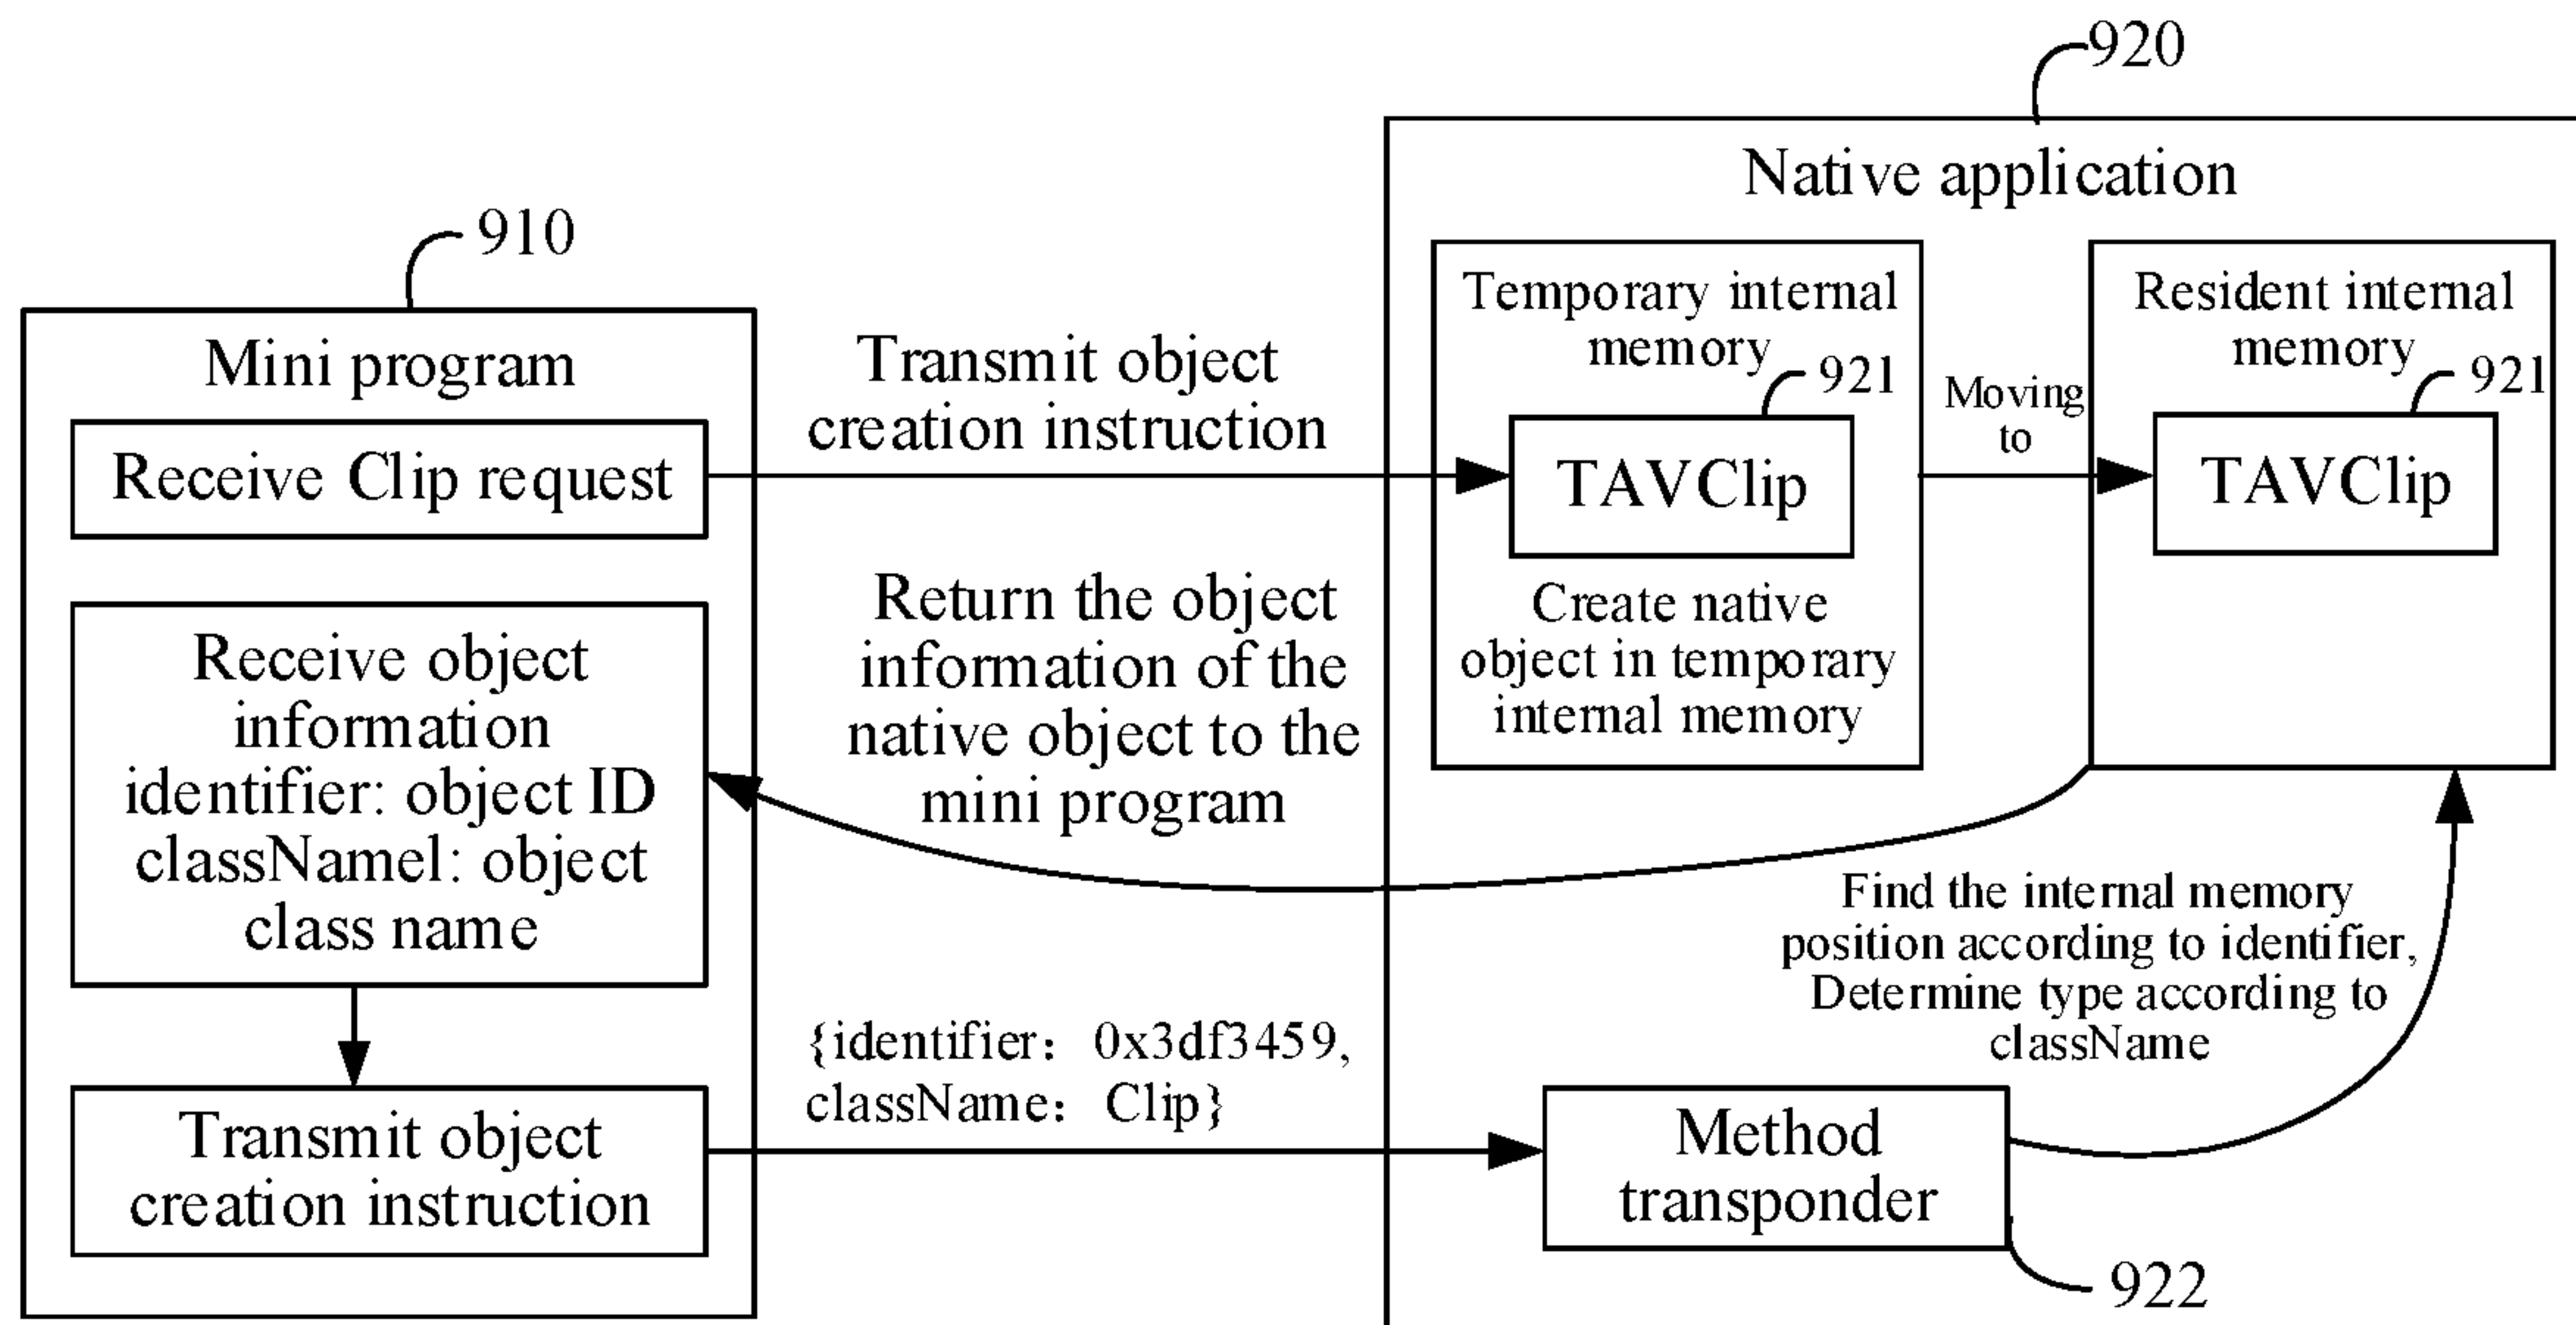 920
Native application
910
Mini program
Receive Clip request
Transmit object
creation instruction
Temporary internal
memory
921
TAVClip
Create native
object in temporary
internal memory
Moving
to
Resident internal
memory
921
TAVClip
Receive object
information
identifier: object ID
classNamel: object
class name
Return the object
information of the
native object to the
mini program
Find the internal memory
position according to identifier,
Determine type according to
className
Transmit object
creation instruction
{identifier: 0x3df3459,
className: Clip}
Method
transponder
922